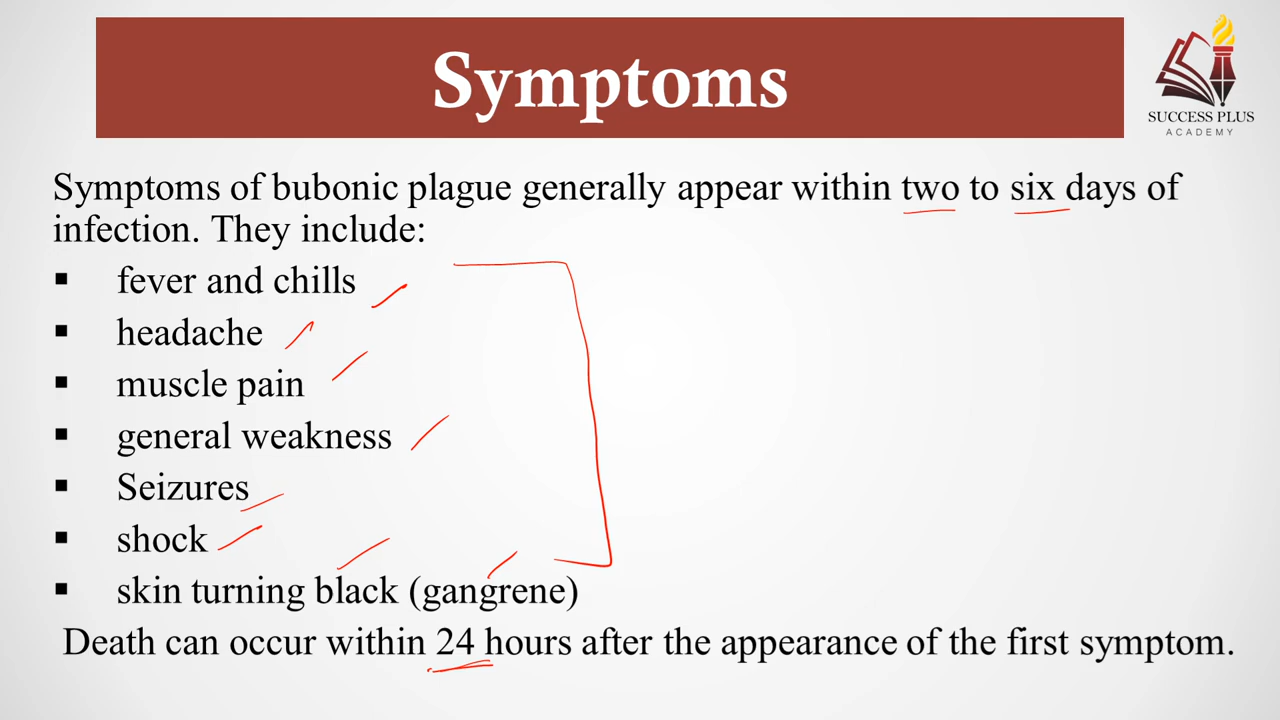 Symptoms
SUCCESS PLUS
ACADEMY
Symptoms of bubonic plague generally appear within two to six days of
infection. They include:
▪ fever and chills
▪ headache
▪ muscle pain
▪ general weakness
▪ Seizures
▪ shock
▪ skin turning black (gangrene)
Death can occur within 24 hours after the appearance of the first symptom.